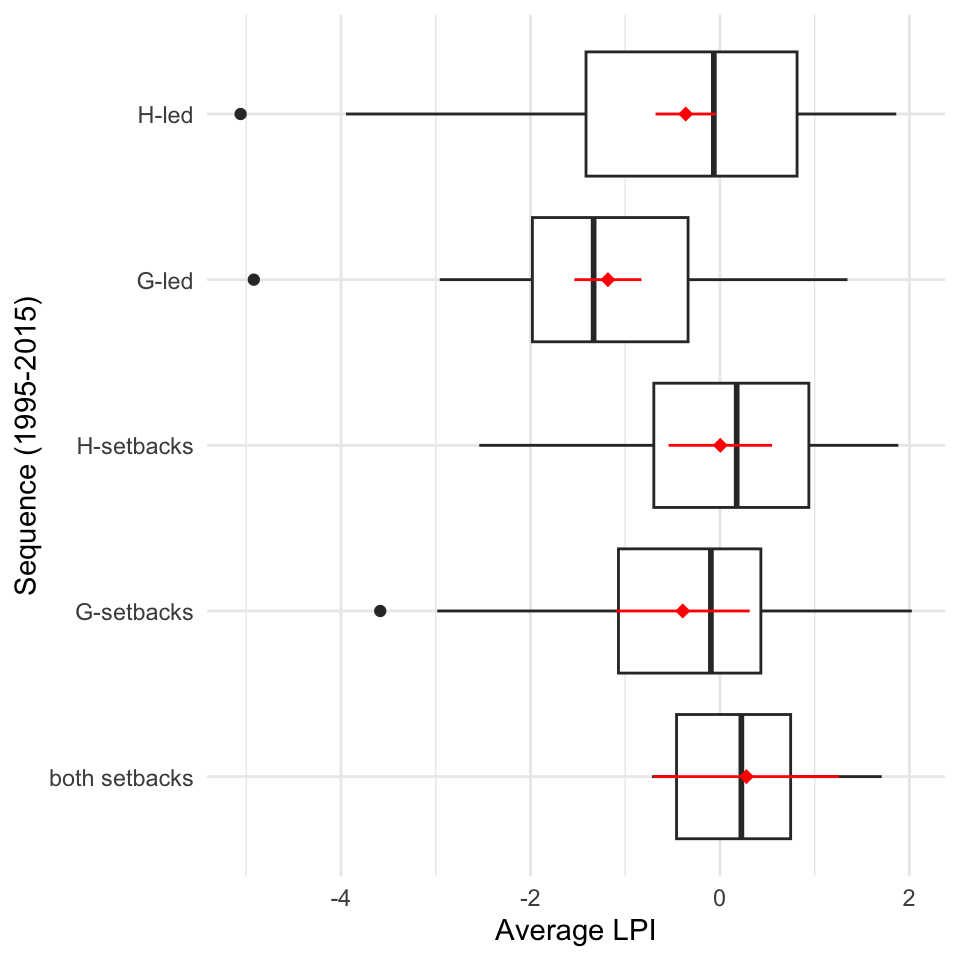 Sequence (1995-2015)
H-led
G-led
H-setbacks
G-setbacks
both setbacks
-4 -2 0 2
Average LPI